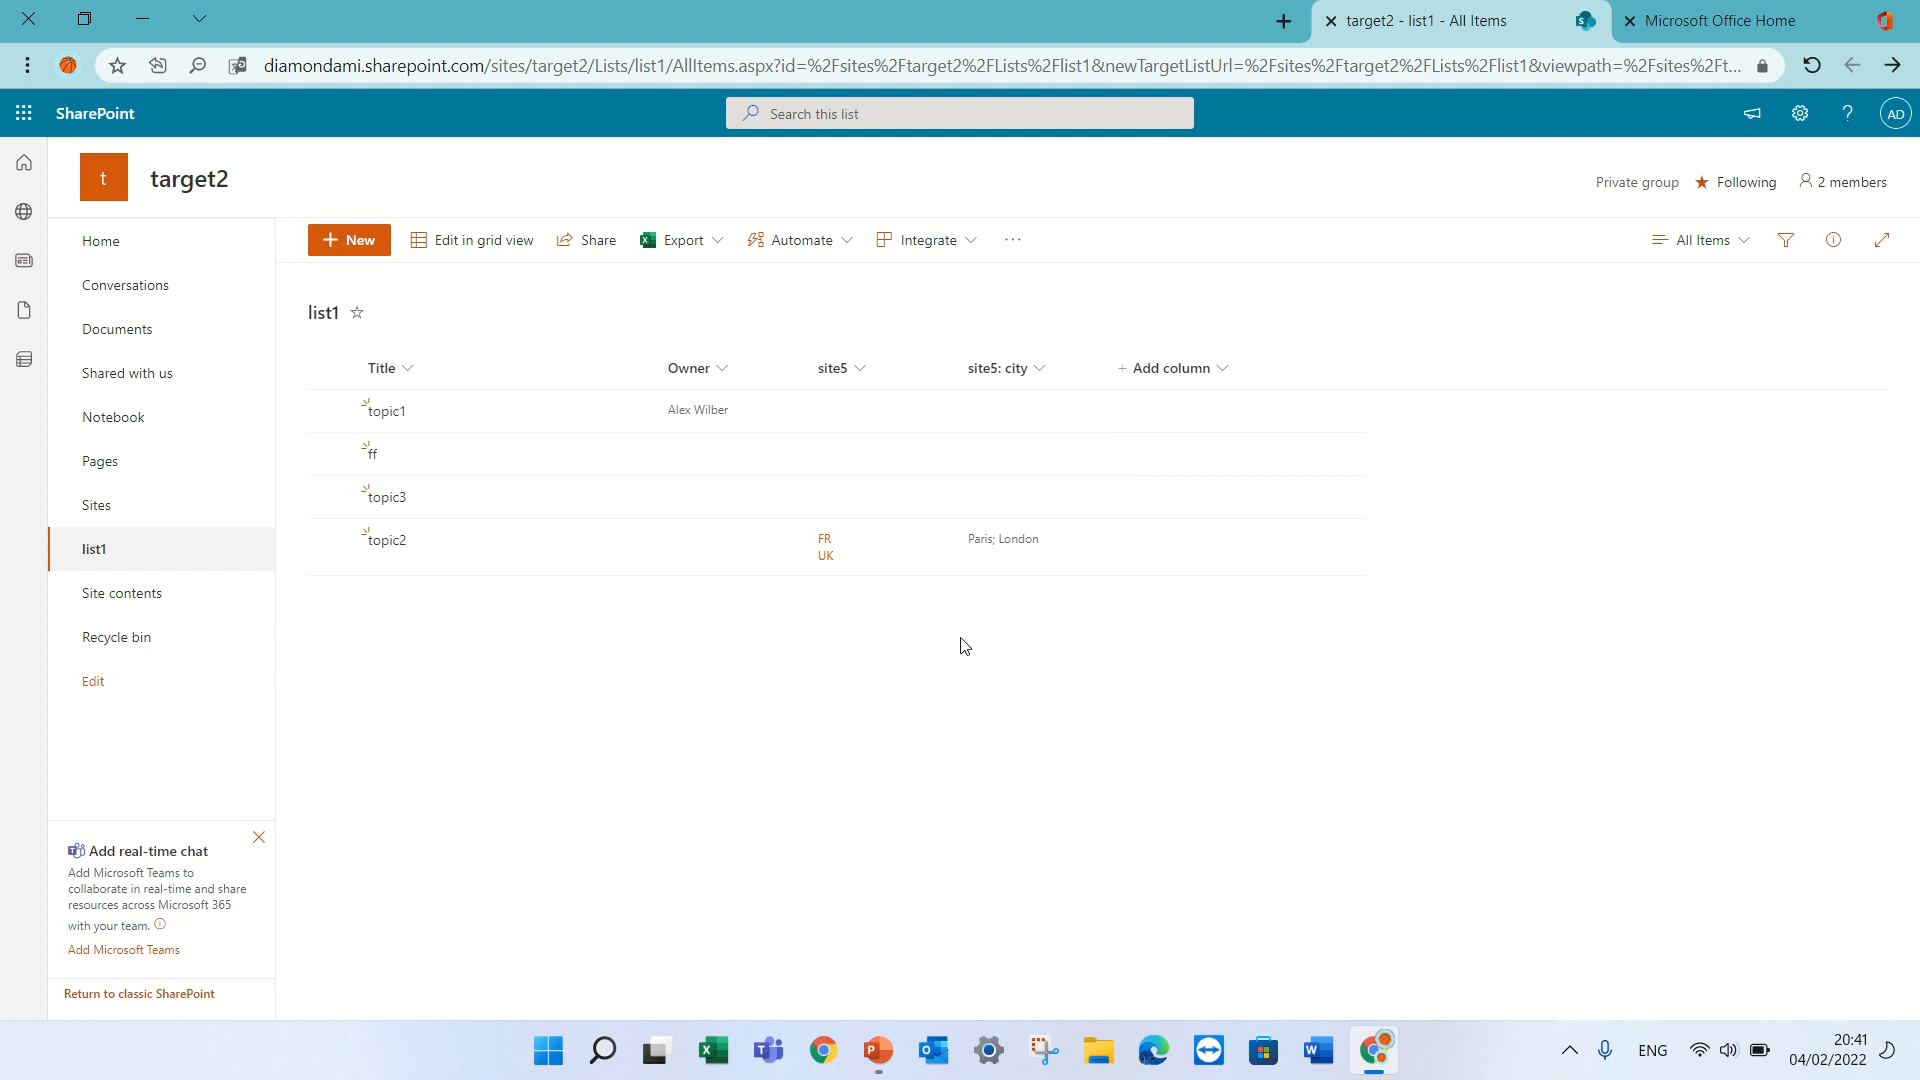 target2 - list1 - All Items
Microsoft Office Home
diamondami.sharepoint.com/sites/target2/Lists/list1/AllItems.aspx?id=%2Fsites%2Ftarget2%2FLists%2Flist1&newTargetListUrl=%2Fsites%2Ftarget2%2FLists%2Flist1&viewpath=%2Fsites%2Ft...
SharePoint
Search this list
AD
t
target2
Private group
Following
2 members
Home
Conversations
Documents
Shared with us
Notebook
Pages
Sites
list1
Site contents
Recycle bin
Edit
New
Edit in grid view
Share
Export
Automate
Integrate
All Items
list1
Title Owner site5 site5: city Add column
topic1 Alex Wilber
ff
topic3
topic2 FR Paris; London
UK
Add real-time chat
Add Microsoft Teams to
collaborate in real-time and share
resources across Microsoft 365
with your team.
Add Microsoft Teams
Return to classic SharePoint
ENG
20:41
04/02/2022